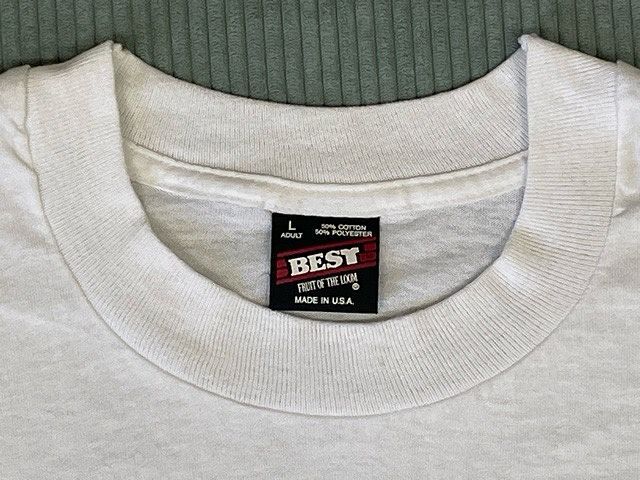 L 50% COTTON
ADULT 50% POLYESTER
BEST
FRUIT OF THE LOOM ®
MADE IN U.S.A.